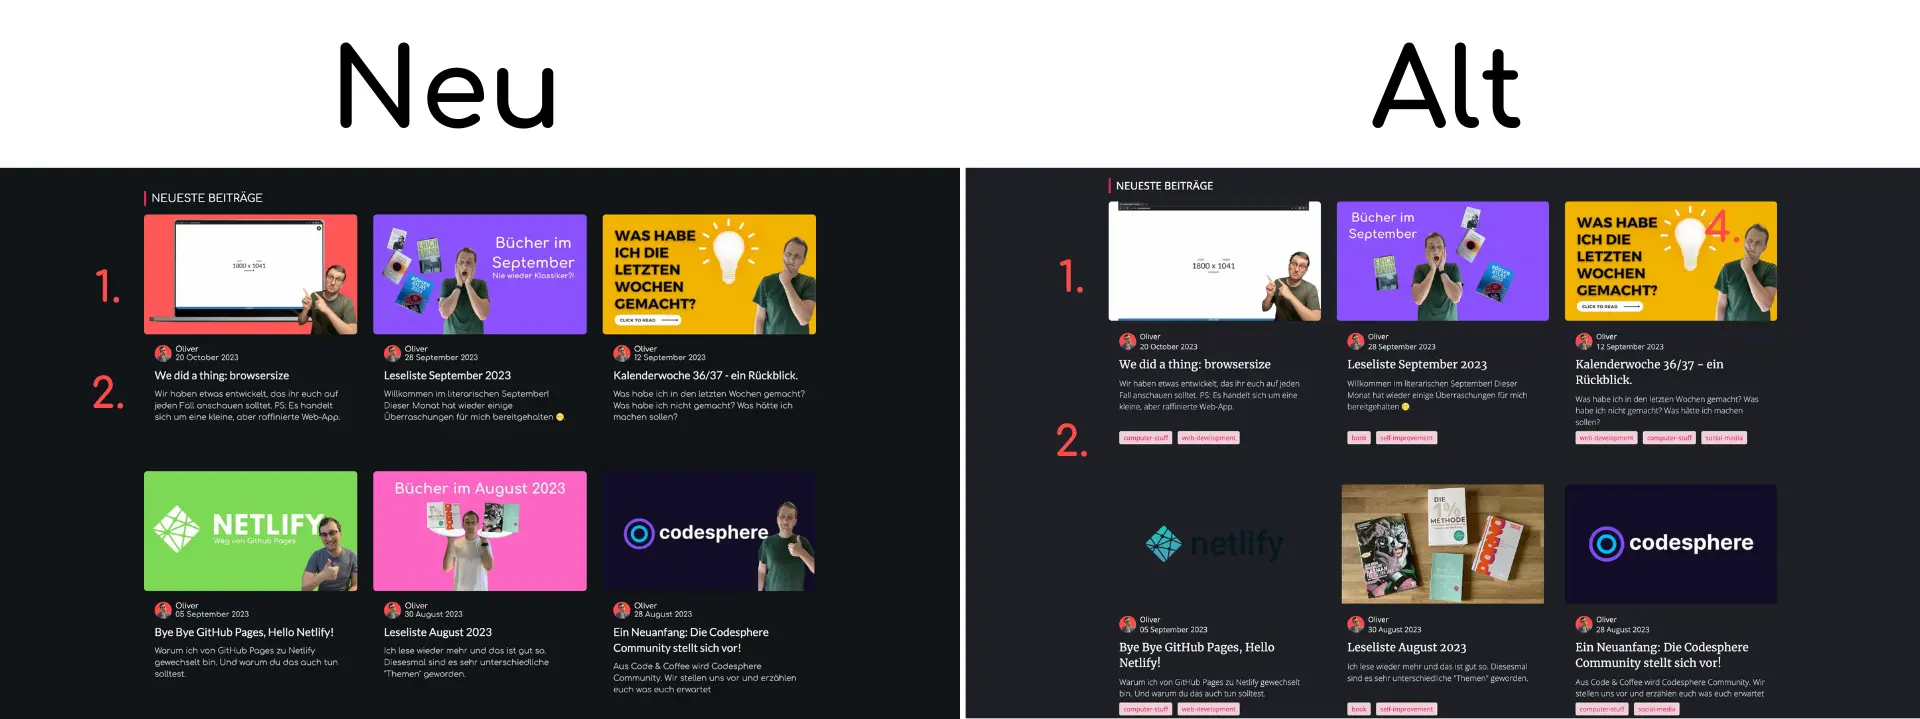 Neu
Alt
NEUESTE BEITRÄGE
1.
1800 x 1041
Bücher im
September
Nie wieder Klassiker?!
WAS HABE
ICH DIE
LETZTEN
WOCHEN
GEMACHT?
CLICK TO READ
2.
Oliver
20 October 2023
We did a thing: browsersize
Wir haben etwas entwickelt, das ihr euch auf
jeden Fall anschauen solltet. PS: Es handelt
sich um eine kleine, aber raffinierte Web-App.
Oliver
28 September 2023
Leseliste September 2023
Willkommen im literarischen September!
Dieser Monat hat wieder einige
Überraschungen für mich bereitgehalten 😁.
Oliver
12 September 2023
Kalenderwoche 36/37 - ein Rückblick.
Was habe ich in den letzten Wochen gemacht?
Was habe ich nicht gemacht? Was hätte ich
machen sollen?
NETLIFY
Weg von Github Pages
Bücher im August 2023
codesphere
Oliver
05 September 2023
Bye Bye GitHub Pages, Hello Netlify!
Warum ich von GitHub Pages zu Netlify
gewechselt bin. Und warum du das auch tun
solltest.
Oliver
30 August 2023
Leseliste August 2023
Ich lese wieder mehr und das ist gut so.
Diesesmal sind es sehr unterschiedliche
"Themen" geworden.
Oliver
28 August 2023
Ein Neuanfang: Die Codesphere
Community stellt sich vor!
Aus Code & Coffee wird Codesphere
Community. Wir stellen uns vor und erzählen
euch was euch erwartet
NEUESTE BEITRÄGE
1.
1800 x 1041
Bücher im
September
WAS HABE
ICH DIE
LETZTEN
WOCHEN
GEMACHT?
CLICK TO READ
4.
2.
Oliver
20 October 2023
We did a thing: browsersize
Wir haben etwas entwickelt, das ihr euch auf jeden
Fall anschauen solltet. PS: Es handelt sich um eine
kleine, aber raffinierte Web-App.
computer-stuff web-development
Oliver
28 September 2023
Leseliste September 2023
Willkommen im literarischen September! Dieser
Monat hat wieder einige Überraschungen für mich
bereitgehalten 😁.
book self-improvement
Oliver
12 September 2023
Kalenderwoche 36/37 – ein
Rückblick.
Was habe ich in den letzten Wochen gemacht? Was
habe ich nicht gemacht? Was hätte ich machen
sollen?
web-development computer-stuff social-media
netlify
DIE
1%
METHODE
codesphere
Oliver
05 September 2023
Bye Bye GitHub Pages, Hello
Netlify!
Warum ich von GitHub Pages zu Netlify gewechselt
bin. Und warum du das auch tun solltest.
computer-stuff web-development
Oliver
30 August 2023
Leseliste August 2023
Ich lese wieder mehr und das ist gut so. Diesesmal
sind es sehr unterschiedliche "Themen" geworden.
book self-improvement
Oliver
28 August 2023
Ein Neuanfang: Die Codesphere
Community stellt sich vor!
Aus Code & Coffee wird Codesphere Community. Wir
stellen uns vor und erzählen euch was euch erwartet
computer-stuff social-media